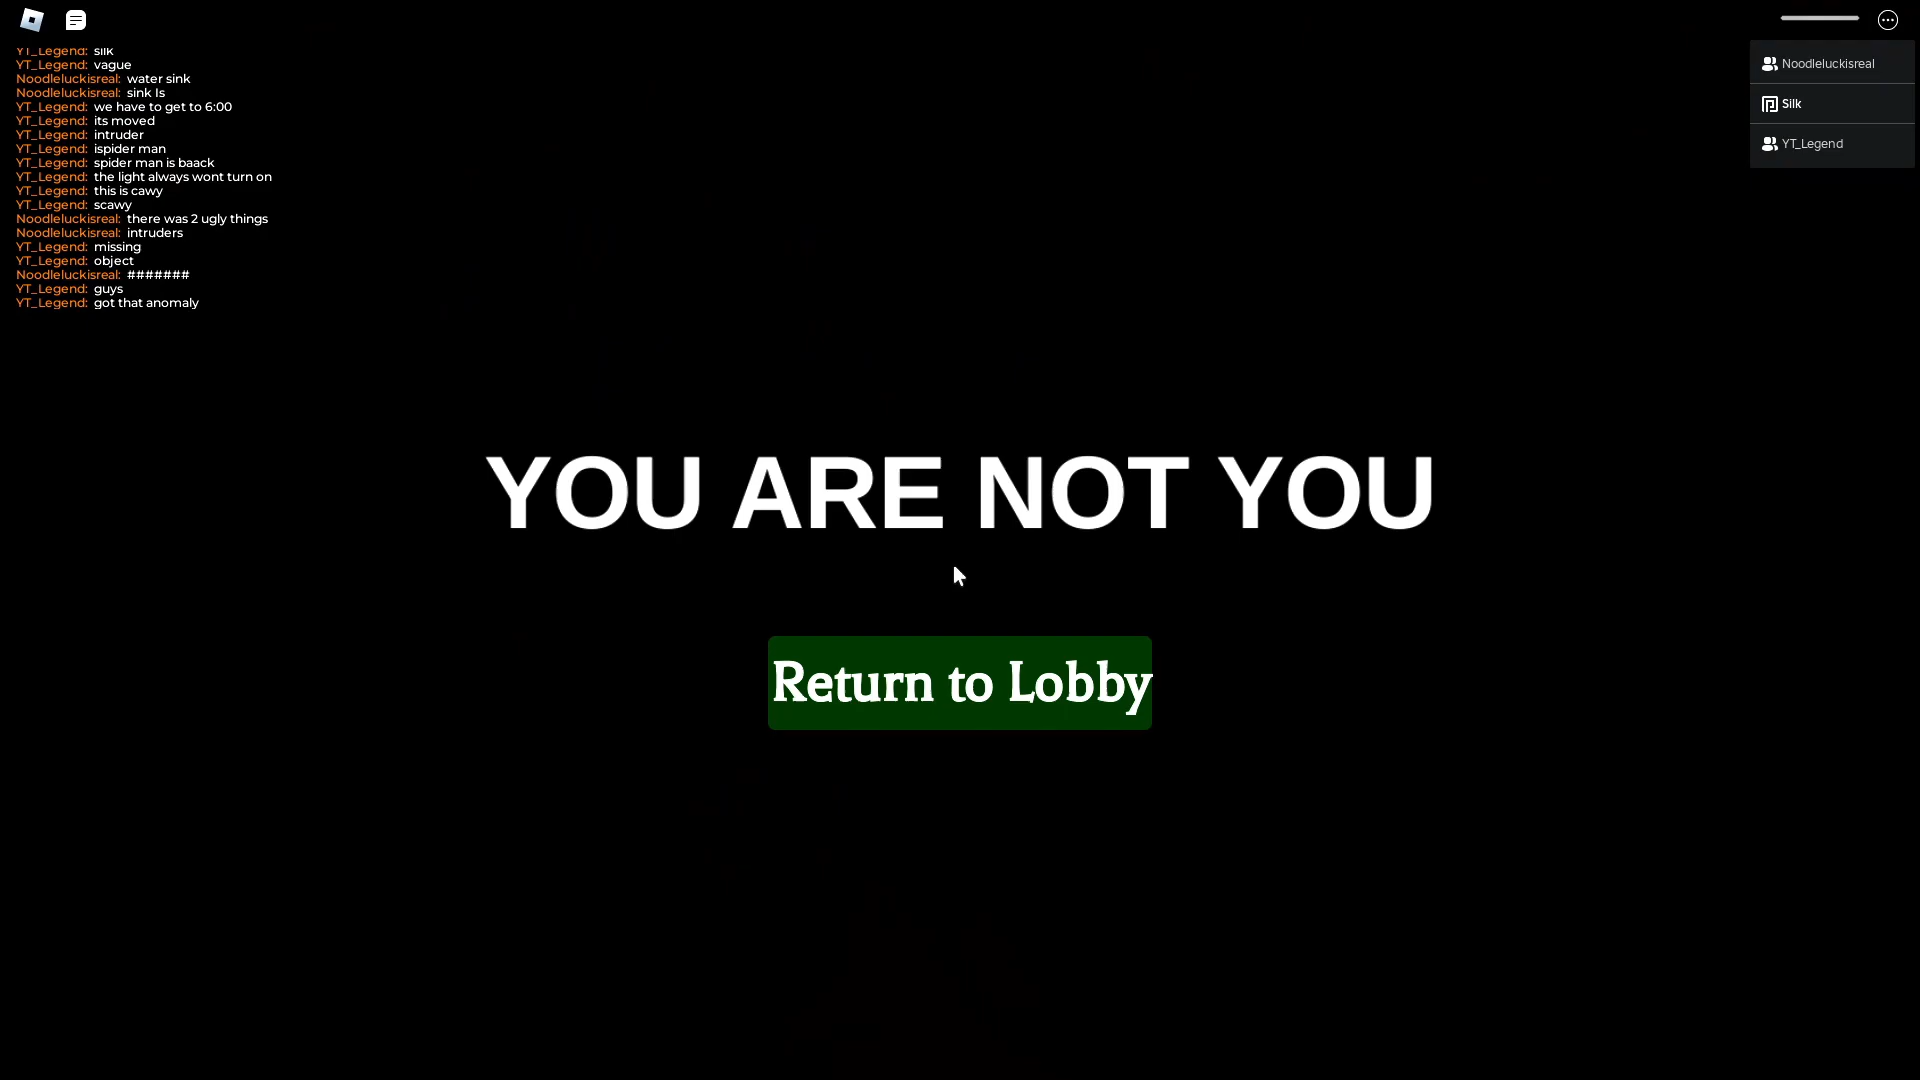 YT_Legend: silk
YT_Legend: vague
Noodleluckisreal: water sink
Noodleluckisreal: sink Is
YT_Legend: we have to get to 6:00
YT_Legend: its moved
YT_Legend: intruder
YT_Legend: ispider man
YT_Legend: spider man is baack
YT_Legend: the light always wont turn on
YT_Legend: this is cawy
YT_Legend: scawy
Noodleluckisreal: there was 2 ugly things
Noodleluckisreal: intruders
YT_Legend: missing
YT_Legend: object
Noodleluckisreal: #######
YT_Legend: guys
YT_Legend: got that anomaly
Noodleluckisreal
Silk
YT_Legend
YOU ARE NOT YOU
Return to Lobby